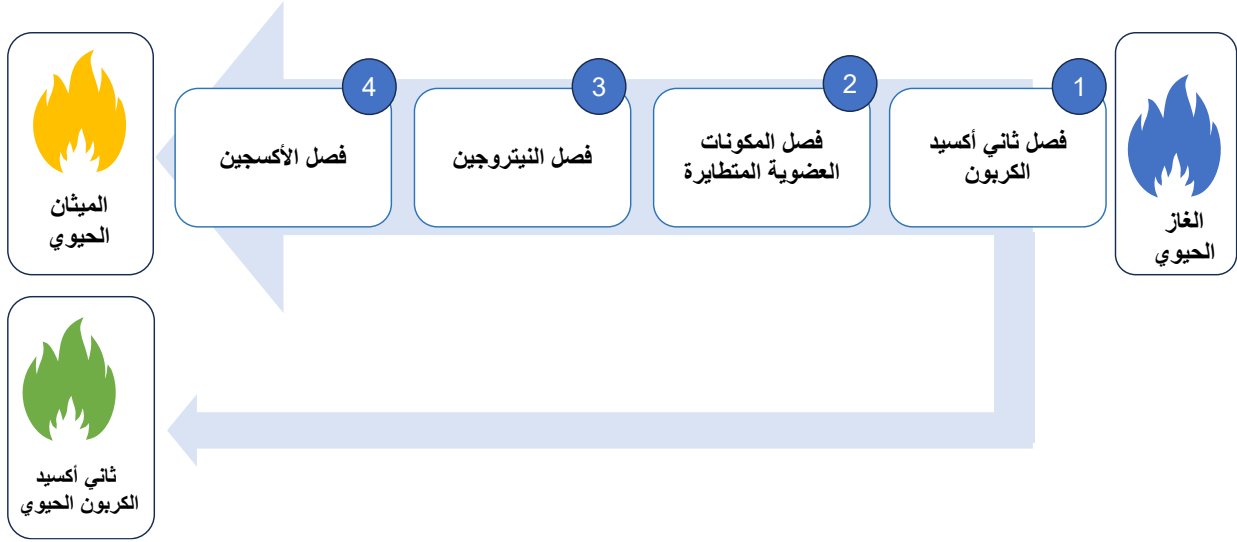 الغاز
الحيوي
1
فصل ثاني أكسيد
الكربون
2
فصل المكونات
العضوية المتطايرة
3
فصل النيتروجين
4
فصل الأكسجين
الميثان
الحيوي
ثاني أكسيد
الكربون الحيوي